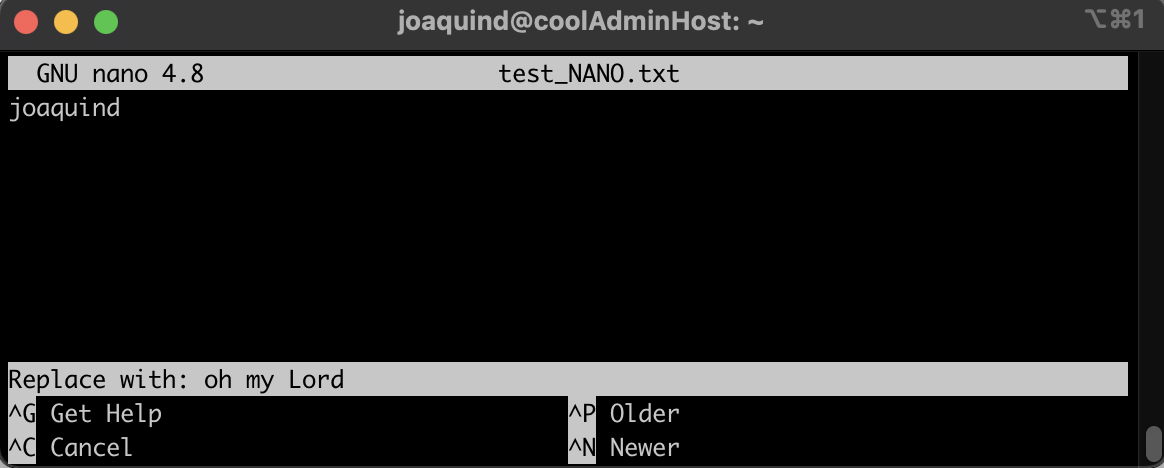 joaquind@coolAdminHost: ~ ⌥⌘1
GNU nano 4.8 test_NANO.txt
joaquind
Replace with: oh my Lord
^G Get Help ^P Older
^C Cancel ^N Newer